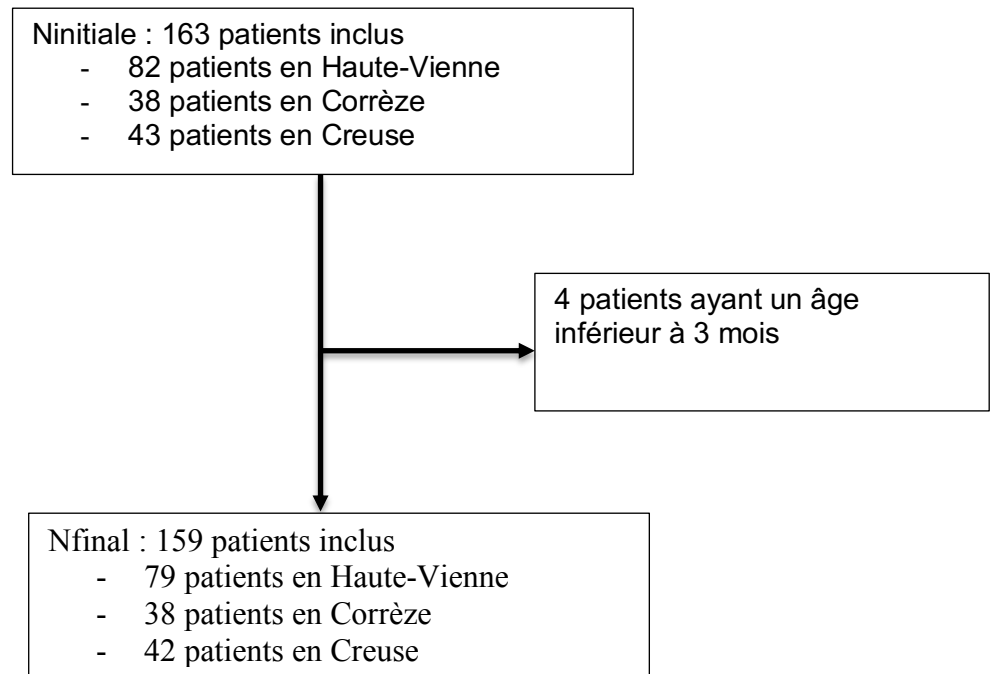 Ninitiale : 163 patients inclus
- 82 patients en Haute-Vienne
- 38 patients en Corrèze
- 43 patients en Creuse
4 patients ayant un âge
inférieur à 3 mois
Nfinal : 159 patients inclus
- 79 patients en Haute-Vienne
- 38 patients en Corrèze
- 42 patients en Creuse